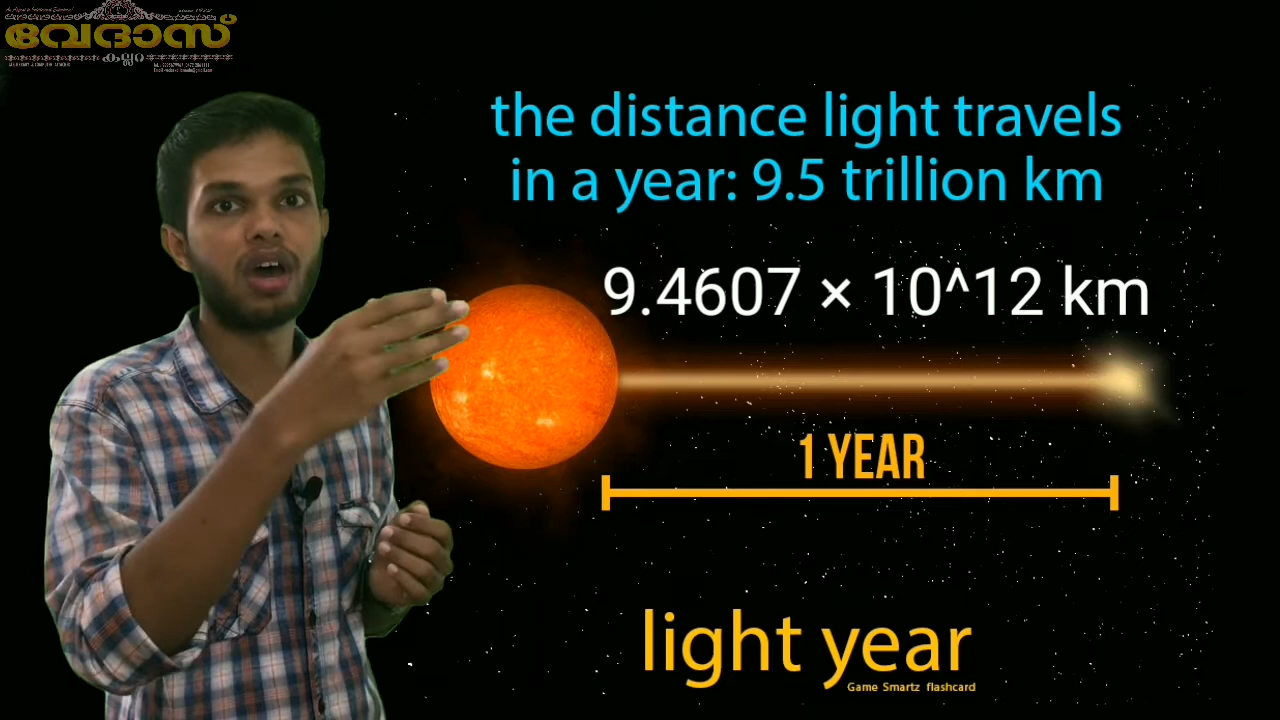 വേദാസ്
the distance light travels
in a year: 9.5 trillion km
9.4607 × 10^12 km
1 YEAR
light year
Game Smartz flashcard